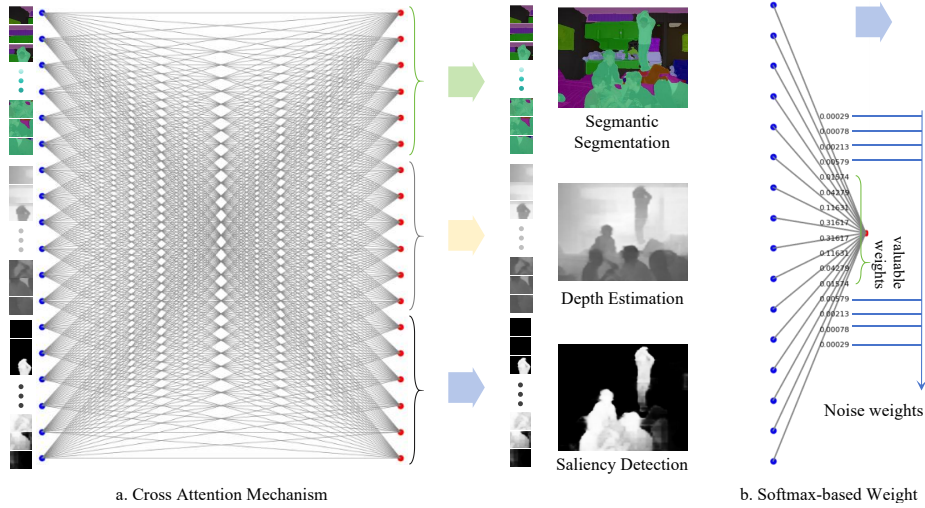 Segmantic
Segmentation
Depth Estimation
Saliency Detection
a. Cross Attention Mechanism
0.00029
0.00078
0.00213
0.00579
0.01574
0.04279
0.11631
0.31617
0.31617
0.11631
0.04279
0.01574
0.00579
0.00213
0.00078
0.00029
valuable
weights
Noise weights
b. Softmax-based Weight